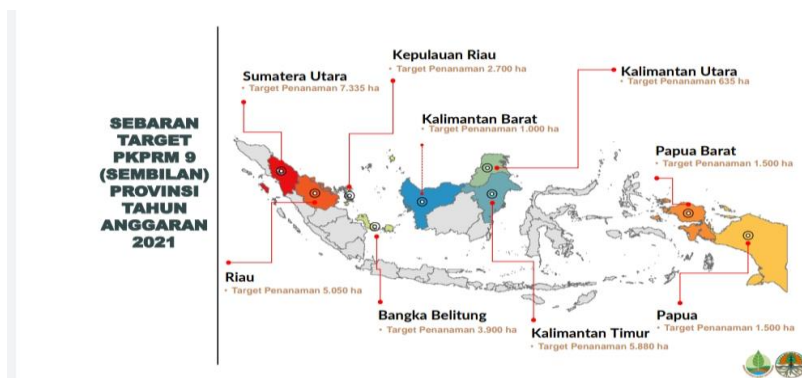 SEBARAN
TARGET
PKPRM 9
(SEMBILAN)
PROVINSI
TAHUN
ANGGARAN
2021
Kepulauan Riau
• Target Penanaman 2.700 ha
Sumatera Utara
• Target Penanaman 7.335 ha
Kalimantan Utara
• Target Penanaman 635 ha
Kalimantan Barat
• Target Penanaman 1.000 ha
Papua Barat
• Target Penanaman 1.500 ha
Riau
• Target Penanaman 5.050 ha
Bangka Belitung
• Target Penanaman 3.900 ha
Kalimantan Timur
• Target Penanaman 5.880 ha
Papua
• Target Penanaman 1.500 ha